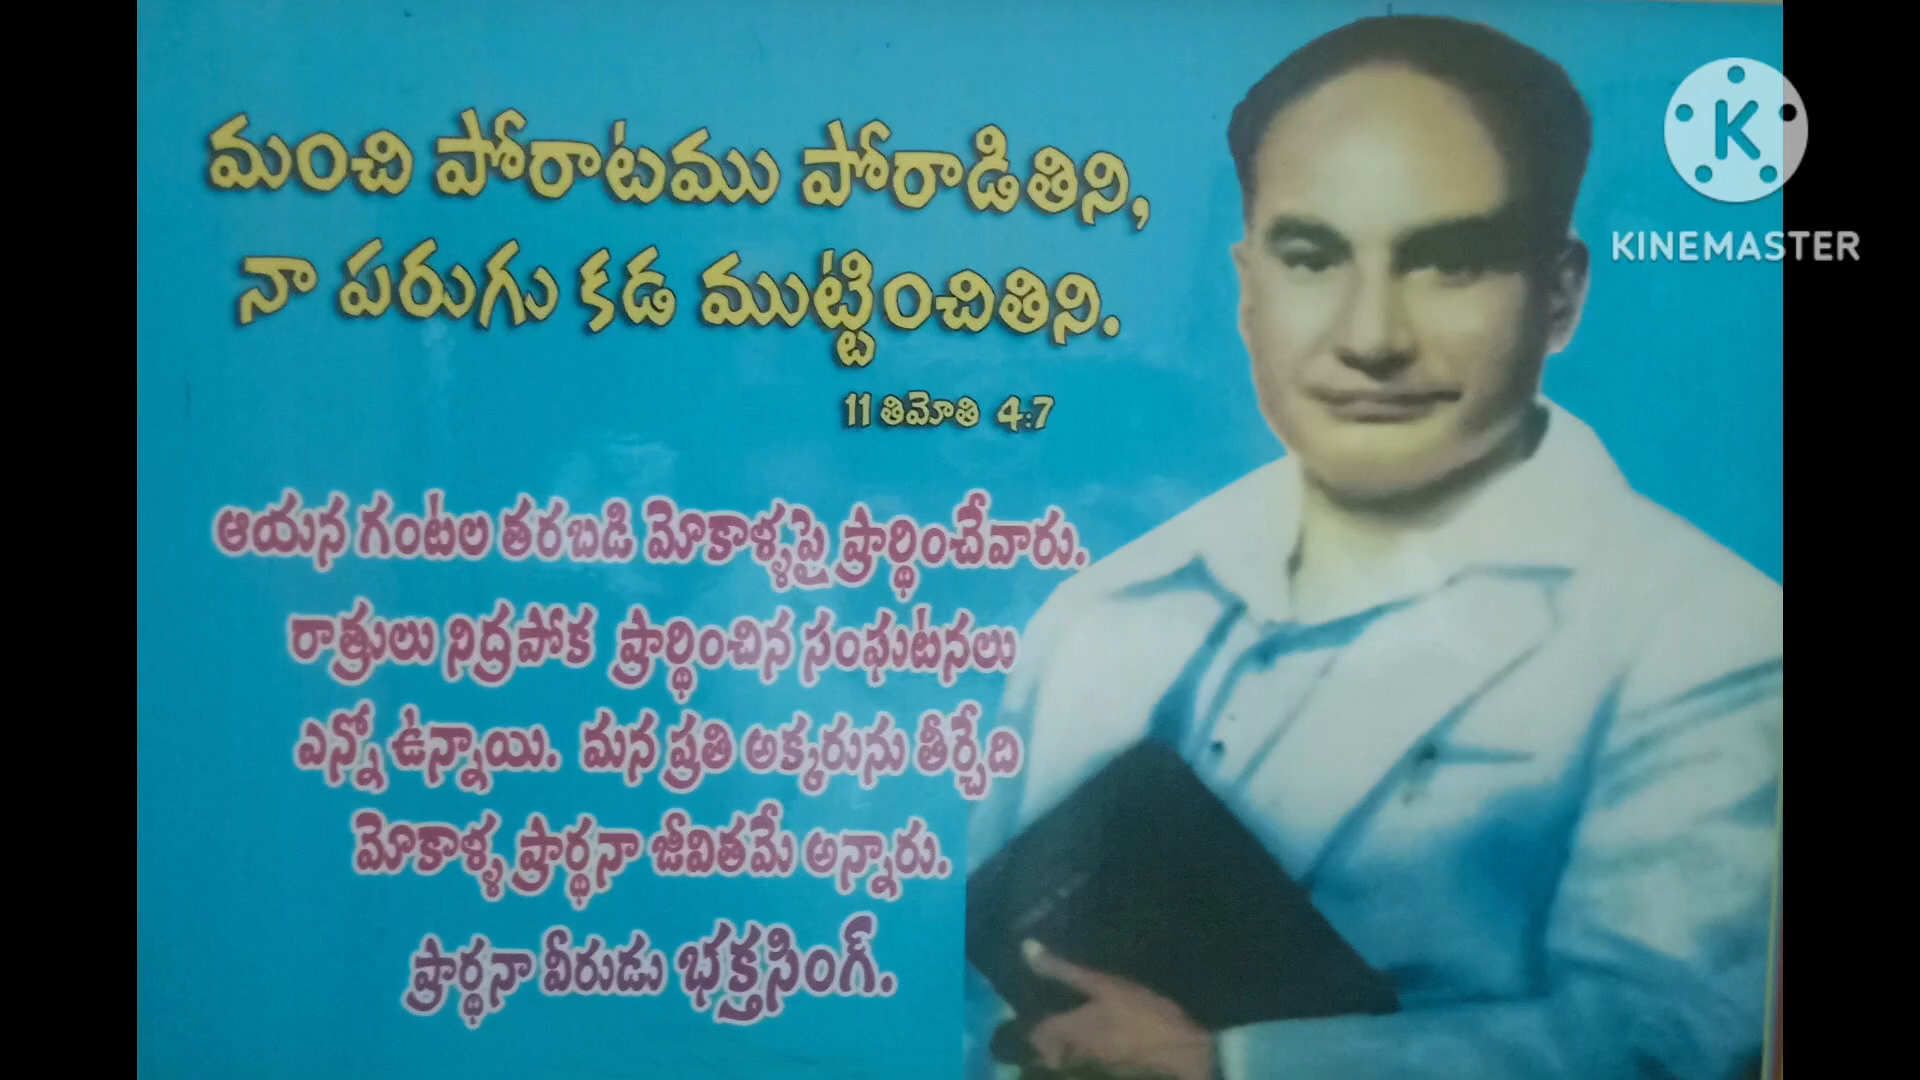 మంచి పోరాటము పోరాడితిని,
నా పరుగు కడ ముట్టించితిని.
11 తిమోతి 4:7
ఆయన గంటల తరబడి మోకాళ్ళపై ప్రార్థించేవారు.
రాత్రులు నిద్రపోక ప్రార్థించిన సంఘటనలు
ఎన్నో ఉన్నాయి. మన ప్రతి అక్కరును తీర్చేది
మోకాళ్ళ ప్రార్థనా జీవితమే అన్నారు.
ప్రార్థనా వీరుడు భక్తసింగ్.
K
KINEMASTER